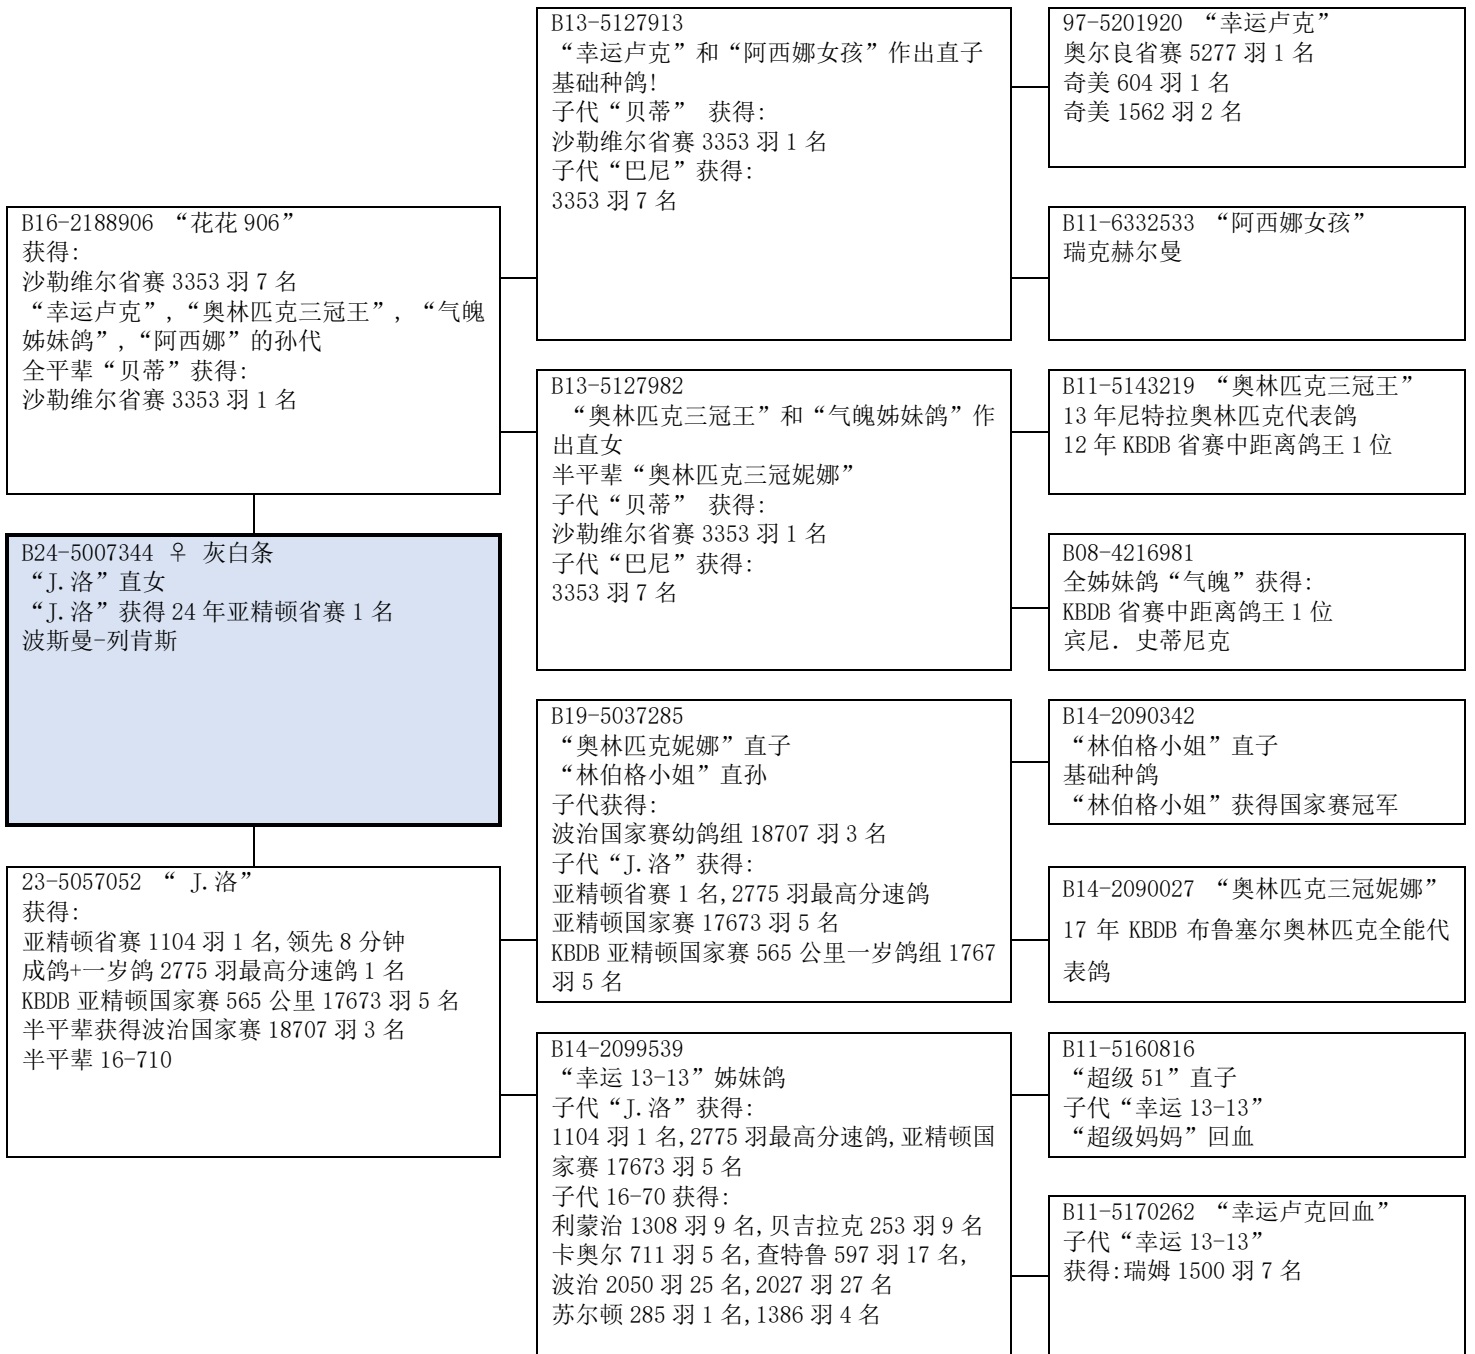 B16-2188906 “花花 906”
获得:
沙勒维尔省赛 3353 羽 7 名
“幸运卢克”,“奥林匹克三冠王”, “气魄
姊妹鸽”,“阿西娜”的孙代
全平辈“贝蒂”获得:
沙勒维尔省赛 3353 羽 1 名
B24-5007344 ♀ 灰白条
“J.洛”直女
“J.洛”获得 24 年亚精顿省赛 1 名
波斯曼-列肯斯
23-5057052 “ J.洛”
获得:
亚精顿省赛 1104 羽 1 名,领先 8 分钟
成鸽+一岁鸽 2775 羽最高分速鸽 1 名
KBDB 亚精顿国家赛 565 公里 17673 羽 5 名
半平辈获得波治国家赛 18707 羽 3 名
半平辈 16-710
B13-5127913
“幸运卢克”和“阿西娜女孩”作出直子
基础种鸽!
子代“贝蒂” 获得:
沙勒维尔省赛 3353 羽 1 名
子代“巴尼”获得:
3353 羽 7 名
B13-5127982
“奥林匹克三冠王”和“气魄姊妹鸽”作
出直女
半平辈“奥林匹克三冠妮娜”
子代“贝蒂” 获得:
沙勒维尔省赛 3353 羽 1 名
子代“巴尼”获得:
3353 羽 7 名
B19-5037285
“奥林匹克妮娜”直子
“林伯格小姐”直孙
子代获得:
波治国家赛幼鸽组 18707 羽 3 名
子代“J.洛”获得:
亚精顿省赛 1 名,2775 羽最高分速鸽
亚精顿国家赛 17673 羽 5 名
KBDB 亚精顿国家赛 565 公里一岁鸽组 1767
羽 5 名
B14-2099539
“幸运 13-13”姊妹鸽
子代“J.洛”获得:
1104 羽 1 名,2775 羽最高分速鸽,亚精顿国
家赛 17673 羽 5 名
子代 16-70 获得:
利蒙治 1308 羽 9 名,贝吉拉克 253 羽 9 名
卡奥尔 711 羽 5 名,查特鲁 597 羽 17 名,
波治 2050 羽 25 名,2027 羽 27 名
苏尔顿 285 羽 1 名,1386 羽 4 名
97-5201920 “幸运卢克”
奥尔良省赛 5277 羽 1 名
奇美 604 羽 1 名
奇美 1562 羽 2 名
B11-6332533 “阿西娜女孩”
瑞克赫尔曼
B11-5143219 “奥林匹克三冠王”
13 年尼特拉奥林匹克代表鸽
12 年 KBDB 省赛中距离鸽王 1 位
B08-4216981
全姊妹鸽“气魄”获得:
KBDB 省赛中距离鸽王 1 位
宾尼. 史蒂尼克
B14-2090342
“林伯格小姐”直子
基础种鸽
“林伯格小姐”获得国家赛冠军
B14-2090027 “奥林匹克三冠妮娜”
17 年 KBDB 布鲁塞尔奥林匹克全能代
表鸽
B11-5160816
“超级 51”直子
子代“幸运 13-13”
“超级妈妈”回血
B11-5170262 “幸运卢克回血”
子代“幸运 13-13”
获得:瑞姆 1500 羽 7 名